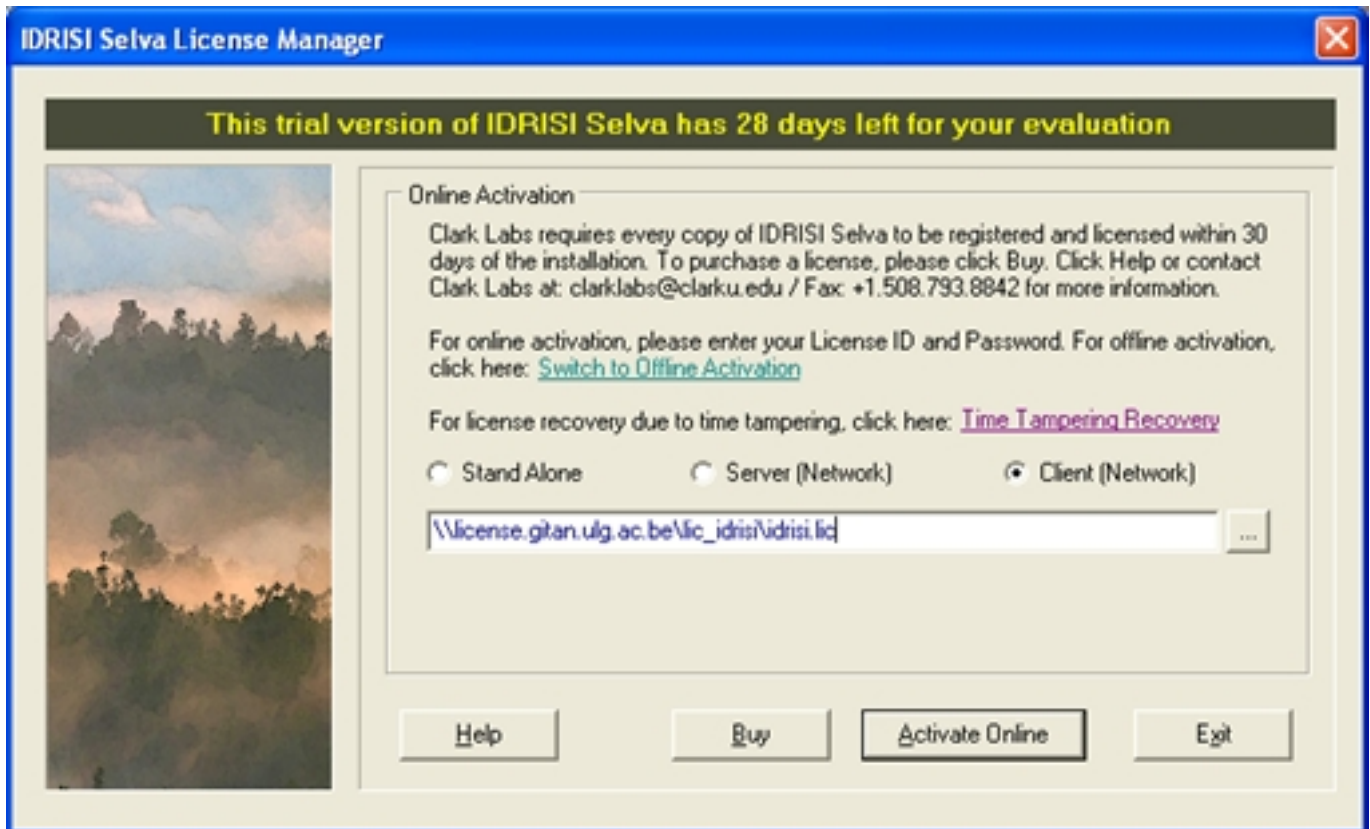 IDRISI Selva License Manager
This trial version of IDRISI Selva has 28 days left for your evaluation
Online Activation
Clark Labs requires every copy of IDRISI Selva to be registered and licensed within 30
days of the installation. To purchase a license, please click Buy. Click Help or contact
Clark Labs at: clarklabs@clarku.edu / Fax: +1.508.793.8842 for more information.
For online activation, please enter your License ID and Password. For offline activation,
click here: Switch to Offline Activation
For license recovery due to time tampering, click here: Time Tampering Recovery
Stand Alone Server (Network) Client (Network)
\\license.gitan.ulg.ac.be\lic_idrisi\idrisi.lic ...
Help Buy Activate Online Exit